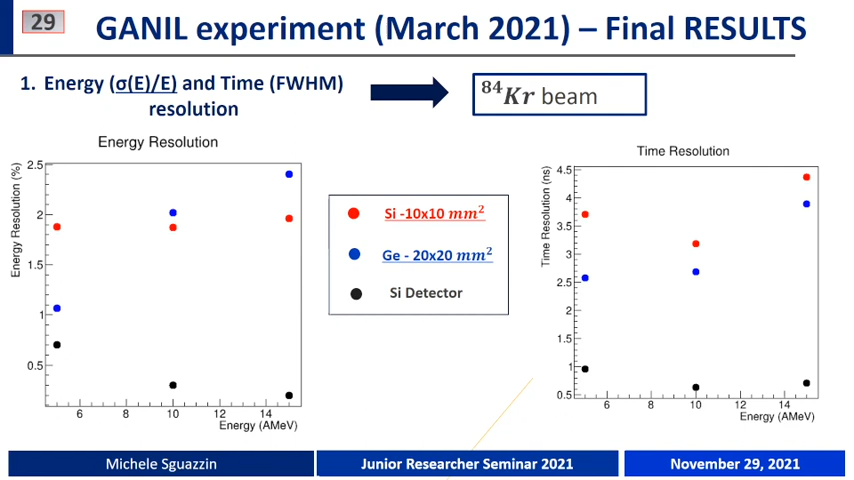 29
GANIL experiment (March 2021) – Final RESULTS
1. Energy (σ(E)/E) and Time (FWHM)
resolution
⁸⁴Kr beam
Energy Resolution
Energy Resolution (%)
2.5
2
1.5
1
0.5
6 8 10 12 14
Energy (AMeV)
Si -10x10 mm²
Ge - 20x20 mm²
Si Detector
Time Resolution
Time Resolution (ns)
4.5
4
3.5
3
2.5
2
1.5
1
0.5
6 8 10 12 14
Energy (AMeV)
Michele Sguazzin
Junior Researcher Seminar 2021
November 29, 2021